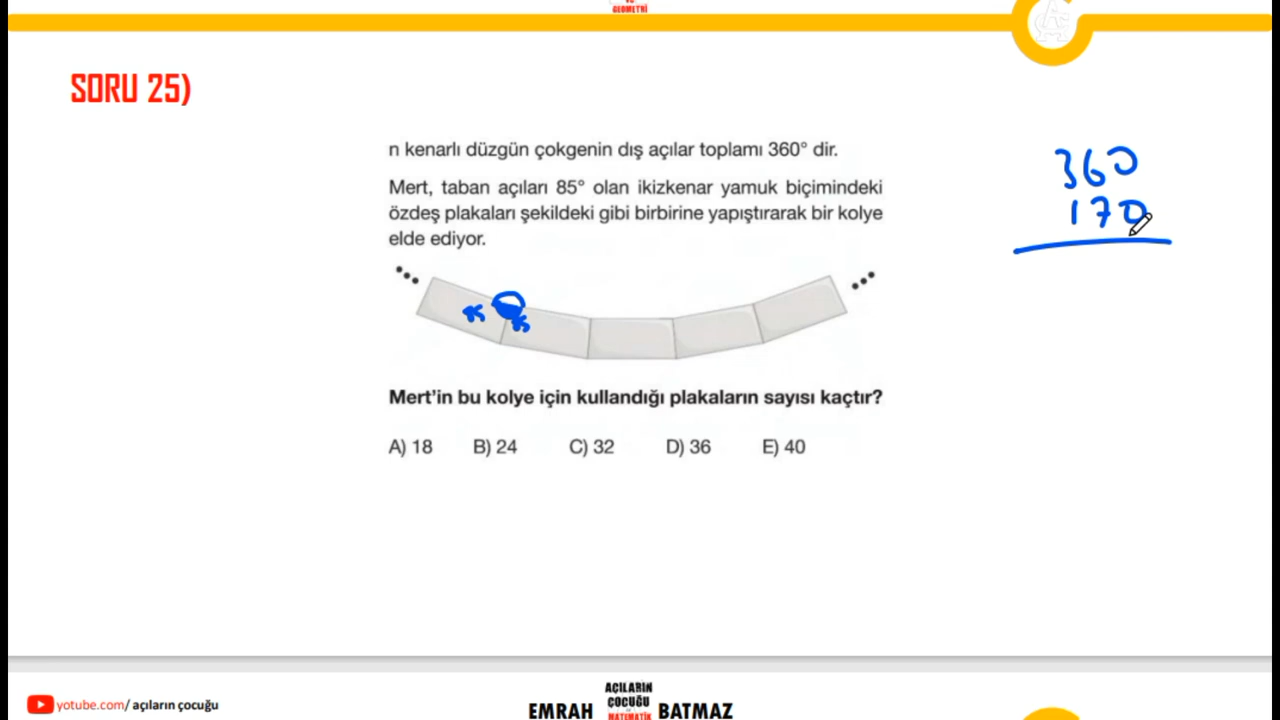 GEOMETRİ
SORU 25)
n kenarlı düzgün çokgenin dış açılar toplamı 360° dir.
Mert, taban açıları 85° olan ikizkenar yamuk biçimindeki
özdeş plakaları şekildeki gibi birbirine yapıştırarak bir kolye
elde ediyor.
360
170
Mert'in bu kolye için kullandığı plakaların sayısı kaçtır?
A) 18 B) 24 C) 32 D) 36 E) 40
yotube.com/ açıların çocuğu
EMRAH
AÇILARIN
ÇOCUĞU
MATEMATİK
BATMAZ